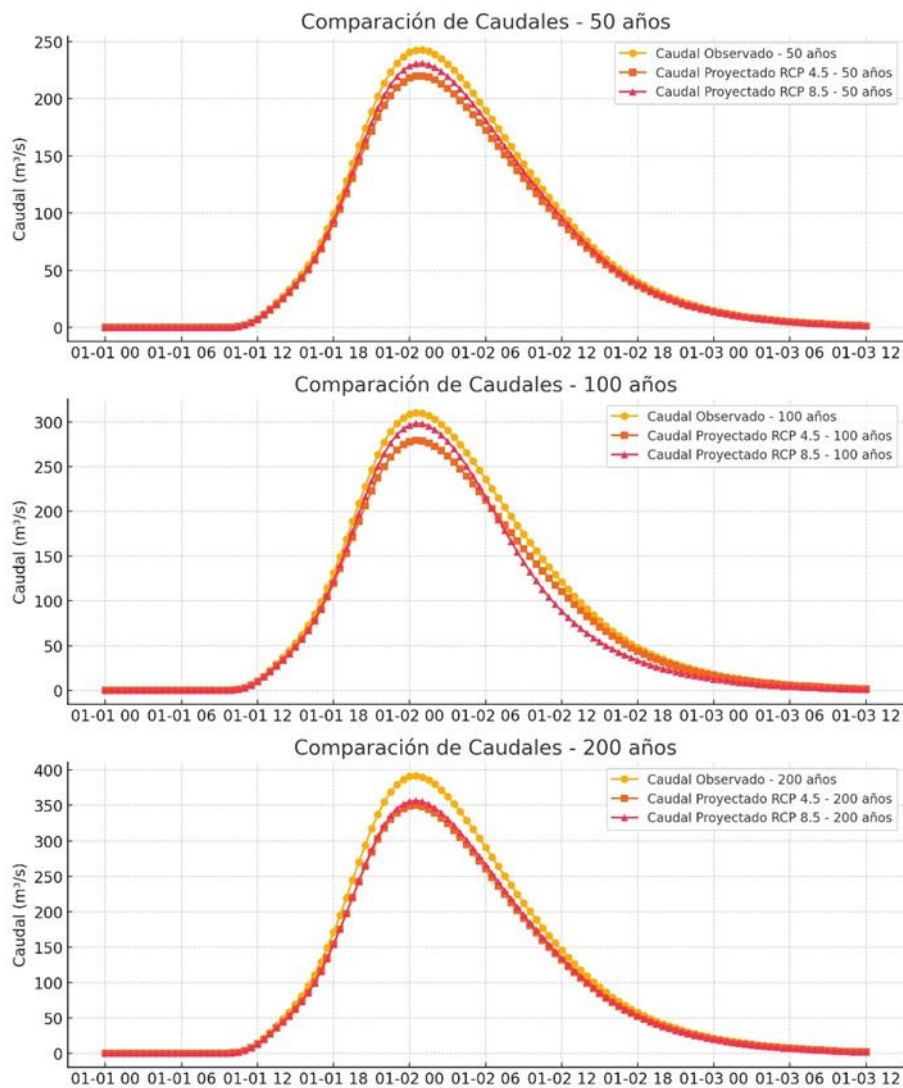 Comparación de Caudales - 50 años
Caudal (m³/s)
250
200
150
100
50
0
Caudal Observado - 50 años
Caudal Proyectado RCP 4.5 - 50 años
Caudal Proyectado RCP 8.5 - 50 años
01-01 00 01-01 06 01-01 12 01-01 18 01-02 00 01-02 06 01-02 12 01-02 18 01-03 00 01-03 06 01-03 12
Comparación de Caudales - 100 años
Caudal (m³/s)
300
250
200
150
100
50
0
Caudal Observado - 100 años
Caudal Proyectado RCP 4.5 - 100 años
Caudal Proyectado RCP 8.5 - 100 años
01-01 00 01-01 06 01-01 12 01-01 18 01-02 00 01-02 06 01-02 12 01-02 18 01-03 00 01-03 06 01-03 12
Comparación de Caudales - 200 años
Caudal (m³/s)
400
350
300
250
200
150
100
50
0
Caudal Observado - 200 años
Caudal Proyectado RCP 4.5 - 200 años
Caudal Proyectado RCP 8.5 - 200 años
01-01 00 01-01 06 01-01 12 01-01 18 01-02 00 01-02 06 01-02 12 01-02 18 01-03 00 01-03 06 01-03 12